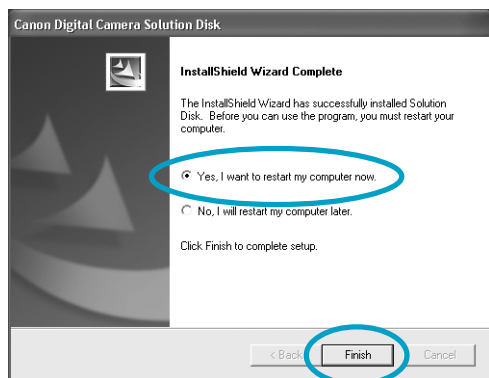 Canon Digital Camera Solution Disk
InstallShield Wizard Complete
The InstallShield Wizard has successfully installed Solution
Disk. Before you can use the program, you must restart your
computer.
Yes, I want to restart my computer now.
No, I will restart my computer later.
Click Finish to complete setup.
< Back
Finish
Cancel